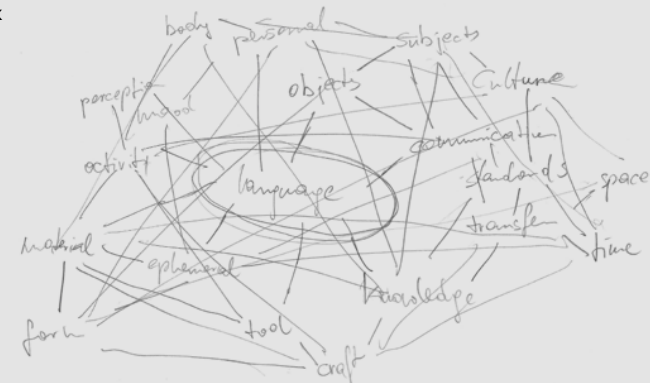 body personal subjects
culture
objects
perception
mood
communication
activity
standards
language
space
transfer
material
time
ephemeral
knowledge
form
tool
craft